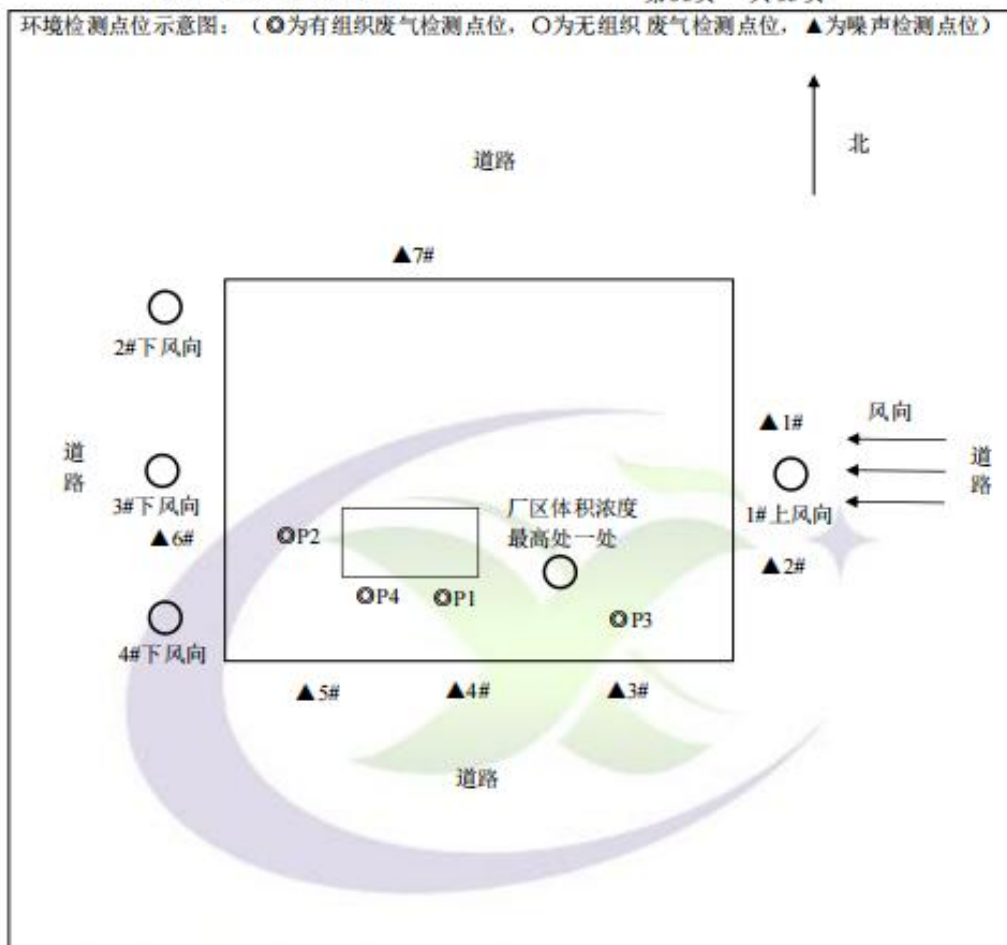 环境检测点位示意图：（◎为有组织废气检测点位，○为无组织 废气检测点位，▲为噪声检测点位）
北
道路
▲7#
2#下风向
▲1#
风向
道路
道路
3#下风向
1#上风向
厂区体积浓度
最高处一处
▲6#
◎P2
▲2#
◎P4
◎P1
◎P3
4#下风向
▲5#
▲4#
▲3#
道路